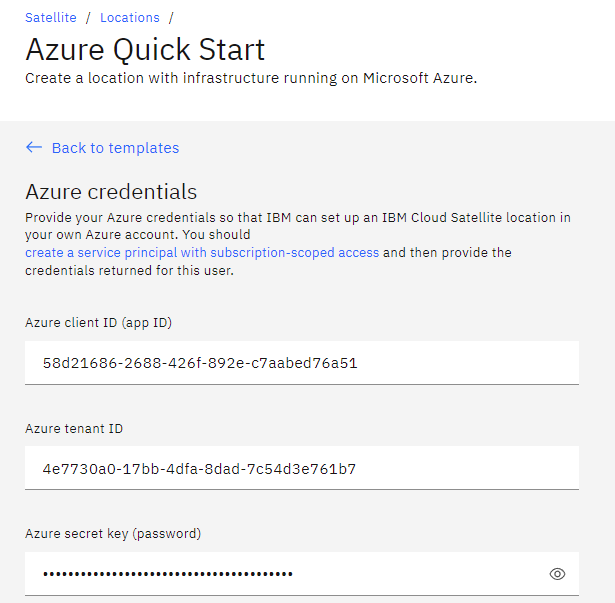 Satellite / Locations /
Azure Quick Start
Create a location with infrastructure running on Microsoft Azure.
← Back to templates
Azure credentials
Provide your Azure credentials so that IBM can set up an IBM Cloud Satellite location in
your own Azure account. You should
create a service principal with subscription-scoped access and then provide the
credentials returned for this user.
Azure client ID (app ID)
58d21686-2688-426f-892e-c7aabed76a51
Azure tenant ID
4e7730a0-17bb-4dfa-8dad-7c54d3e761b7
Azure secret key (password)
••••••••••••••••••••••••••••••••••••••••